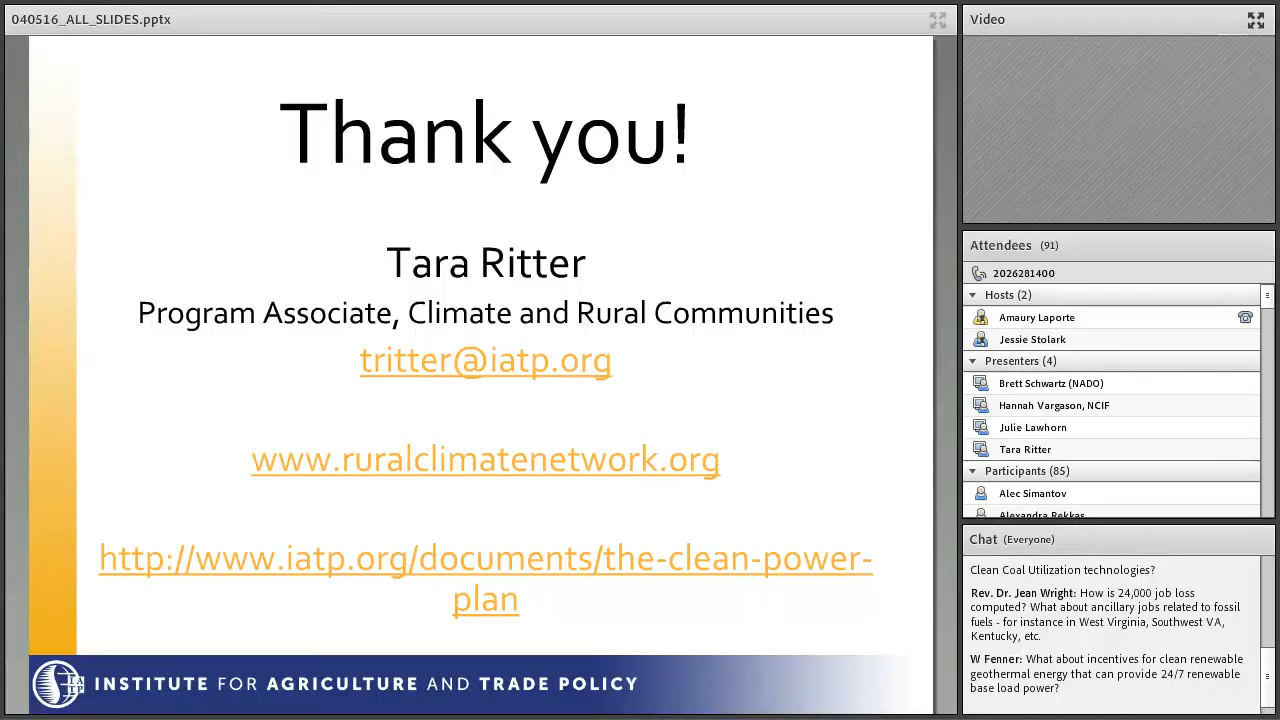 040516_ALL_SLIDES.pptx
Thank you!
Tara Ritter
Program Associate, Climate and Rural Communities
tritter@iatp.org
www.ruralclimatenetwork.org
http://www.iatp.org/documents/the-clean-power-
plan
IATP
INSTITUTE FOR AGRICULTURE AND TRADE POLICY
Video
Attendees (91)
2026281400
Hosts (2)
Amaury Laporte
Jessie Stolark
Presenters (4)
Brett Schwartz (NADO)
Hannah Vargason, NCIF
Julie Lawhorn
Tara Ritter
Participants (85)
Alec Simantov
Alexandra Rekkas
Chat (Everyone)
Clean Coal Utilization technologies?
Rev. Dr. Jean Wright: How is 24,000 job loss
computed? What about ancillary jobs related to fossil
fuels - for instance in West Virginia, Southwest VA,
Kentucky, etc.
W Fenner: What about incentives for clean renewable
geothermal energy that can provide 24/7 renewable
base load power?